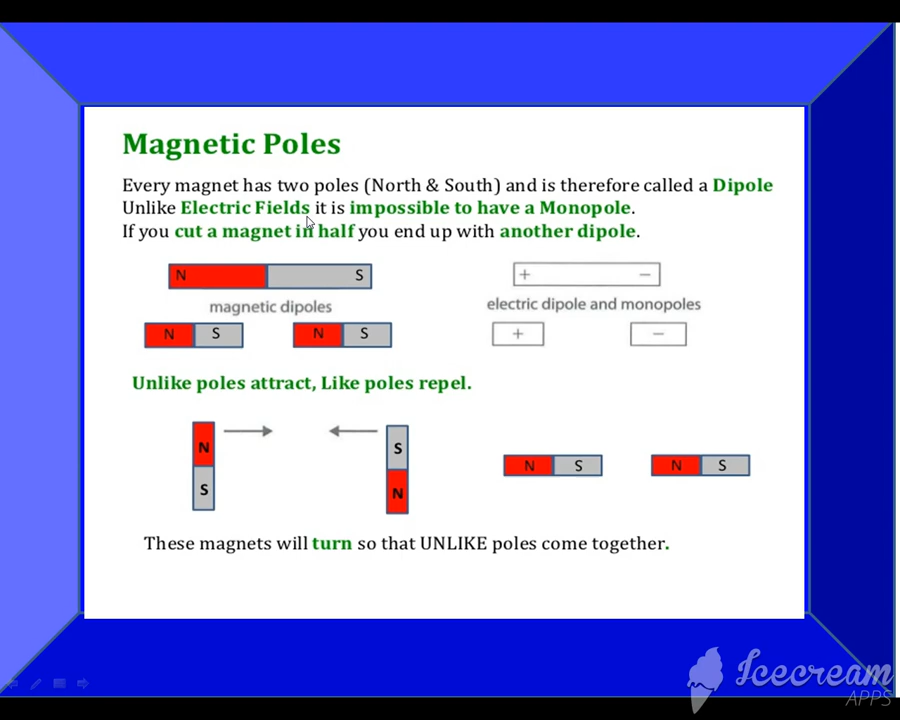 Magnetic Poles
Every magnet has two poles (North & South) and is therefore called a Dipole
Unlike Electric Fields it is impossible to have a Monopole.
If you cut a magnet in half you end up with another dipole.
N S + −
magnetic dipoles electric dipole and monopoles
N S N S + −
Unlike poles attract, Like poles repel.
N S
N S N S
S N
These magnets will turn so that UNLIKE poles come together.
Icecream
APPS